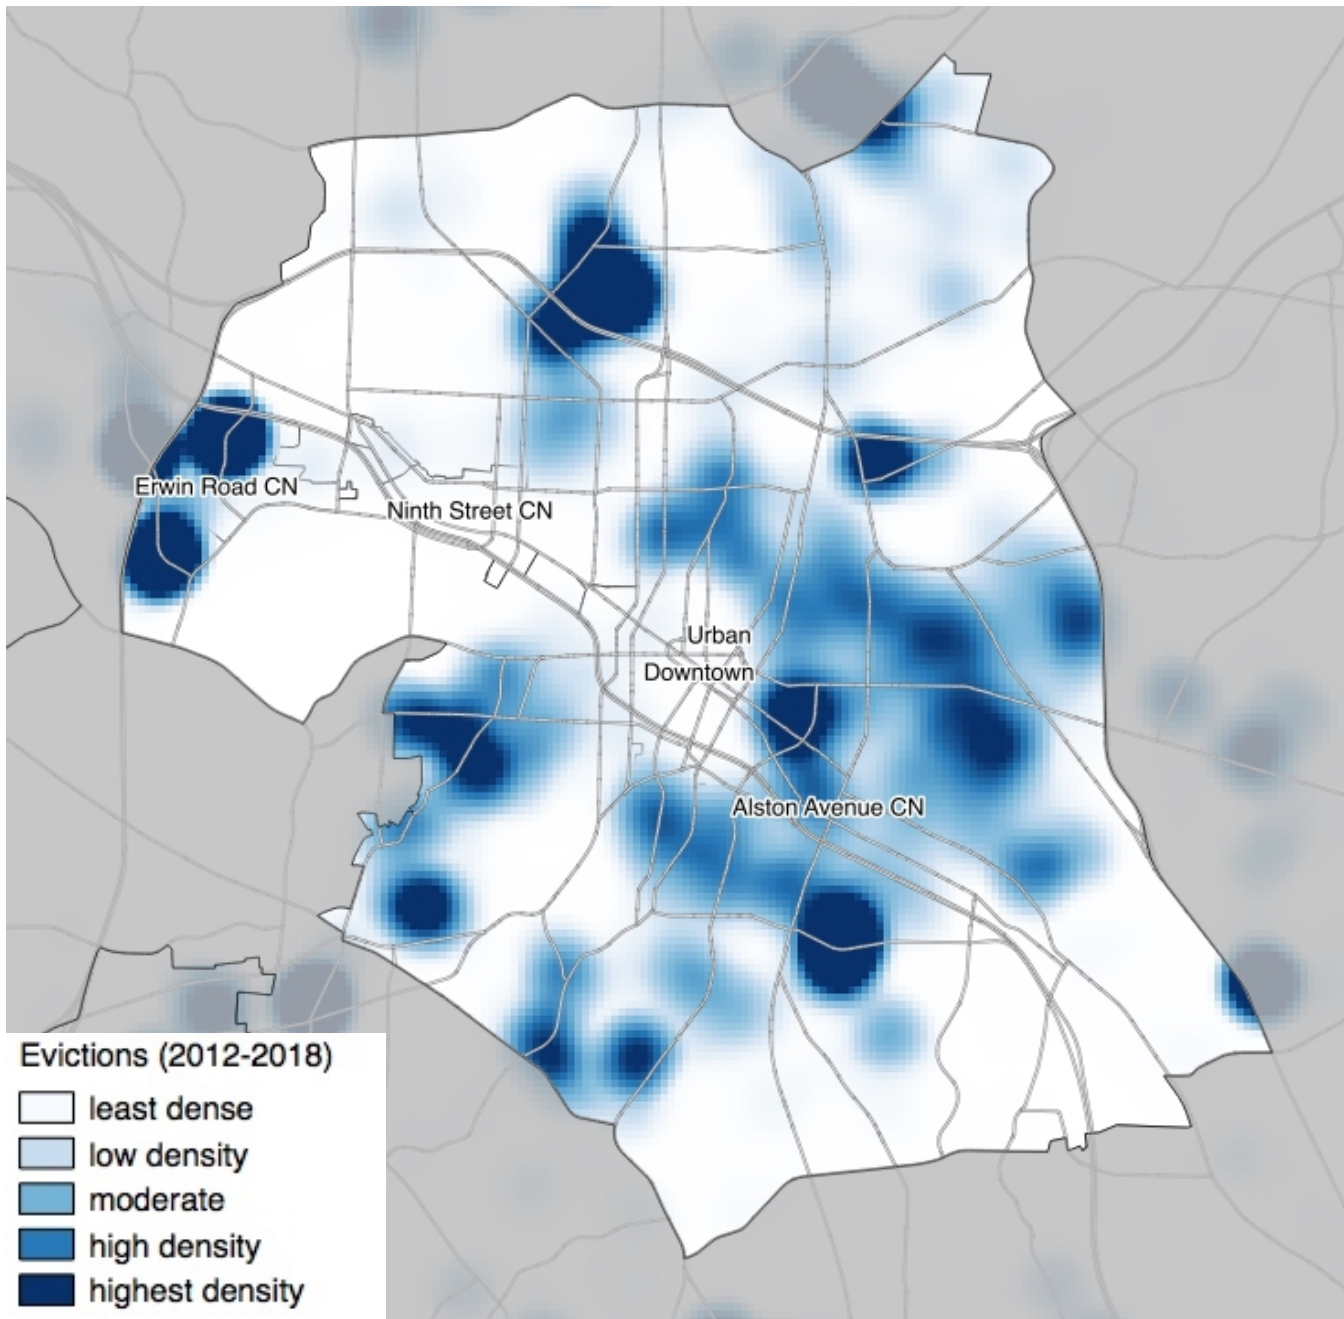 Erwin Road CN
Ninth Street CN
Urban
Downtown
Alston Avenue CN
Evictions (2012-2018)
least dense
low density
moderate
high density
highest density